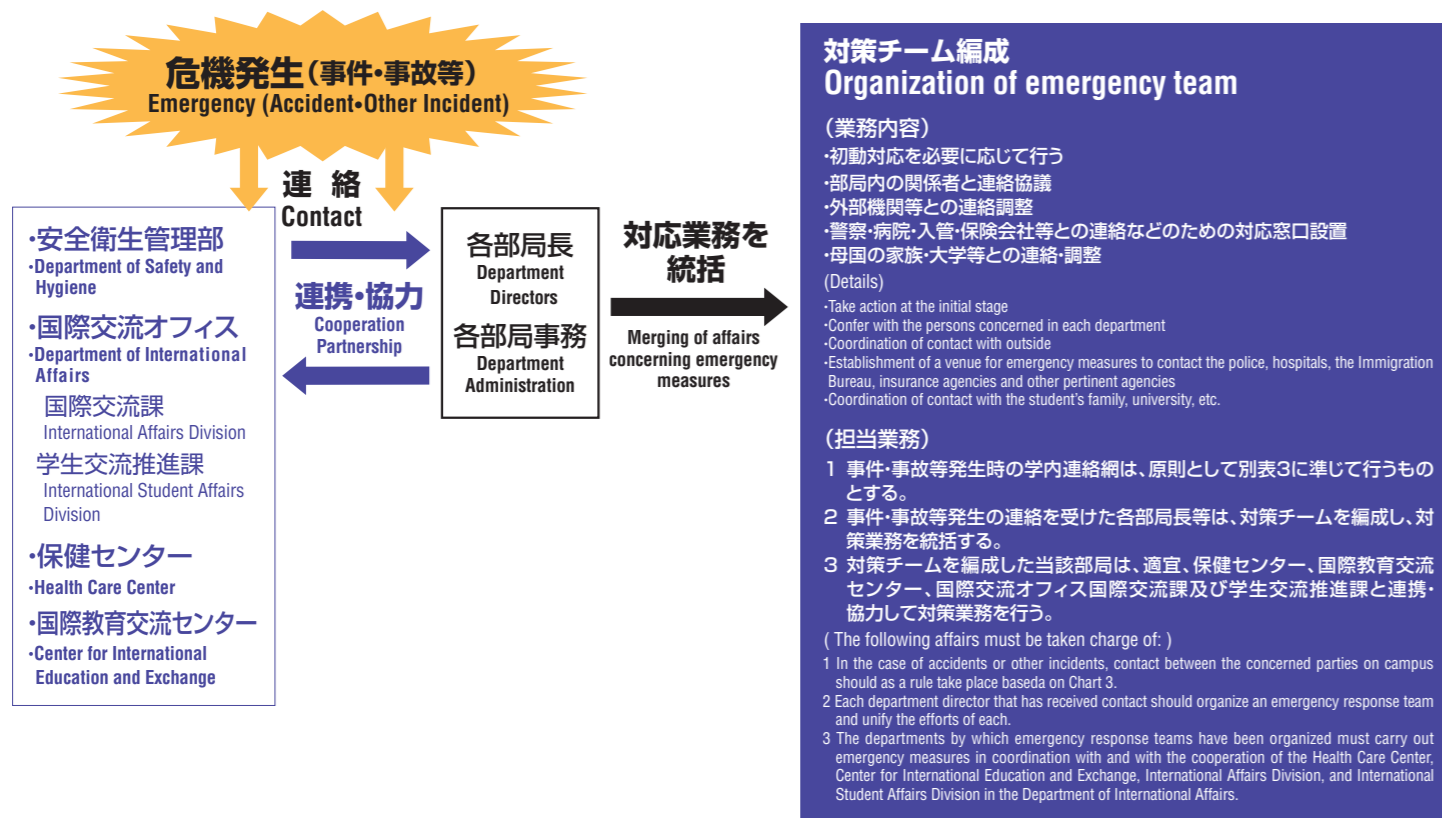 危機発生(事件・事故等)
Emergency (Accident•Other Incident)
連 絡
Contact
・安全衛生管理部
・Department of Safety and
Hygiene
・国際交流オフィス
・Department of International
Affairs
国際交流課
International Affairs Division
学生交流推進課
International Student Affairs
Division
・保健センター
・Health Care Center
・国際教育交流センター
・Center for International
Education and Exchange
連携・協力
Cooperation
Partnership
各部局長
Department
Directors
各部局事務
Department
Administration
対応業務を
統括
Merging of affairs
concerning emergency
measures
対策チーム編成
Organization of emergency team
(業務内容)
・初動対応を必要に応じて行う
・部局内の関係者と連絡協議
・外部機関等との連絡調整
・警察・病院・入管・保険会社等との連絡などのための対応窓口設置
・母国の家族・大学等との連絡・調整
(Details)
・Take action at the initial stage
・Confer with the persons concerned in each department
・Coordination of contact with outside
・Establishment of a venue for emergency measures to contact the police, hospitals, the Immigration
Bureau, insurance agencies and other pertinent agencies
・Coordination of contact with the student's family, university, etc.
(担当業務)
1 事件・事故等発生時の学内連絡網は、原則として別表3に準じて行うもの
とする。
2 事件・事故等発生の連絡を受けた各部局長等は、対策チームを編成し、対
策業務を統括する。
3 対策チームを編成した当該部局は、適宜、保健センター、国際教育交流
センター、国際交流オフィス国際交流課及び学生交流推進課と連携・
協力して対策業務を行う。
( The following affairs must be taken charge of: )
1 In the case of accidents or other incidents, contact between the concerned parties on campus
should as a rule take place baseda on Chart 3.
2 Each department director that has received contact should organize an emergency response team
and unify the efforts of each.
3 The departments by which emergency response teams have been organized must carry out
emergency measures in coordination with and with the cooperation of the Health Care Center,
Center for International Education and Exchange, International Affairs Division, and International
Student Affairs Division in the Department of International Affairs.